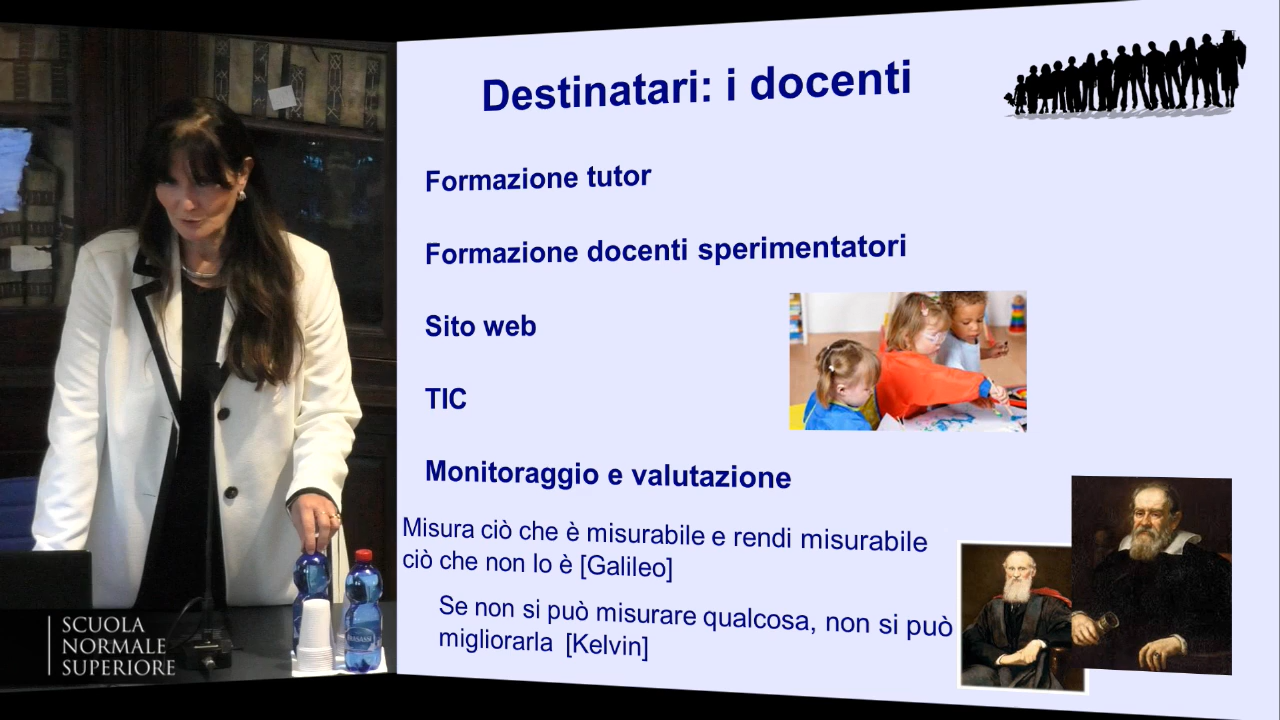 Destinatari: i docenti
Formazione tutor
Formazione docenti sperimentatori
Sito web
TIC
Monitoraggio e valutazione
Misura ciò che è misurabile e rendi misurabile
ciò che non lo è [Galileo]
Se non si può misurare qualcosa, non si può
migliorarla [Kelvin]
SCUOLA
NORMALE
SUPERIORE